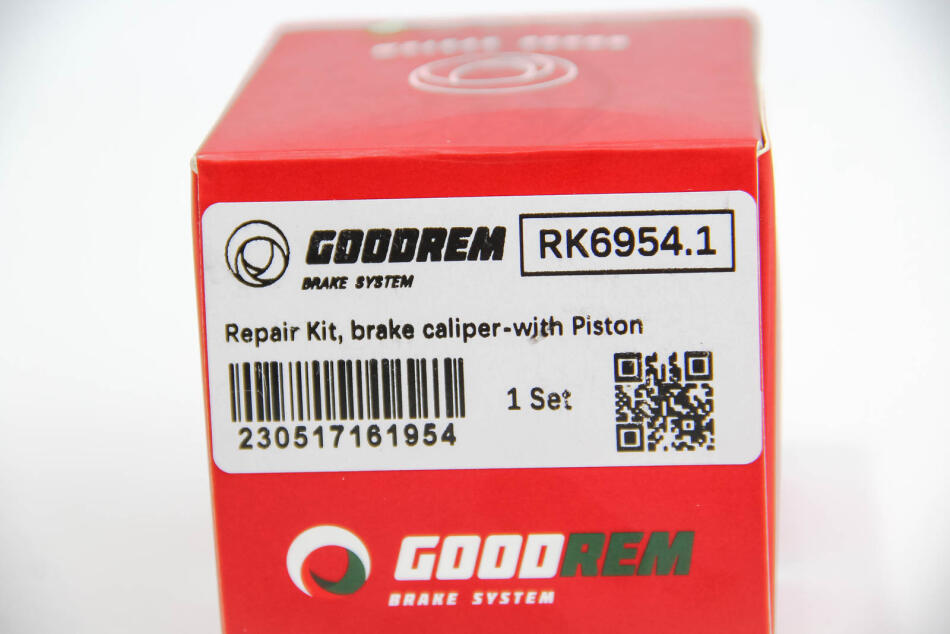 GOODREM
BRAKE SYSTEM
RK6954.1
Repair Kit, brake caliper-with Piston
1 Set
230517161954
GOODREM
BRAKE SYSTEM